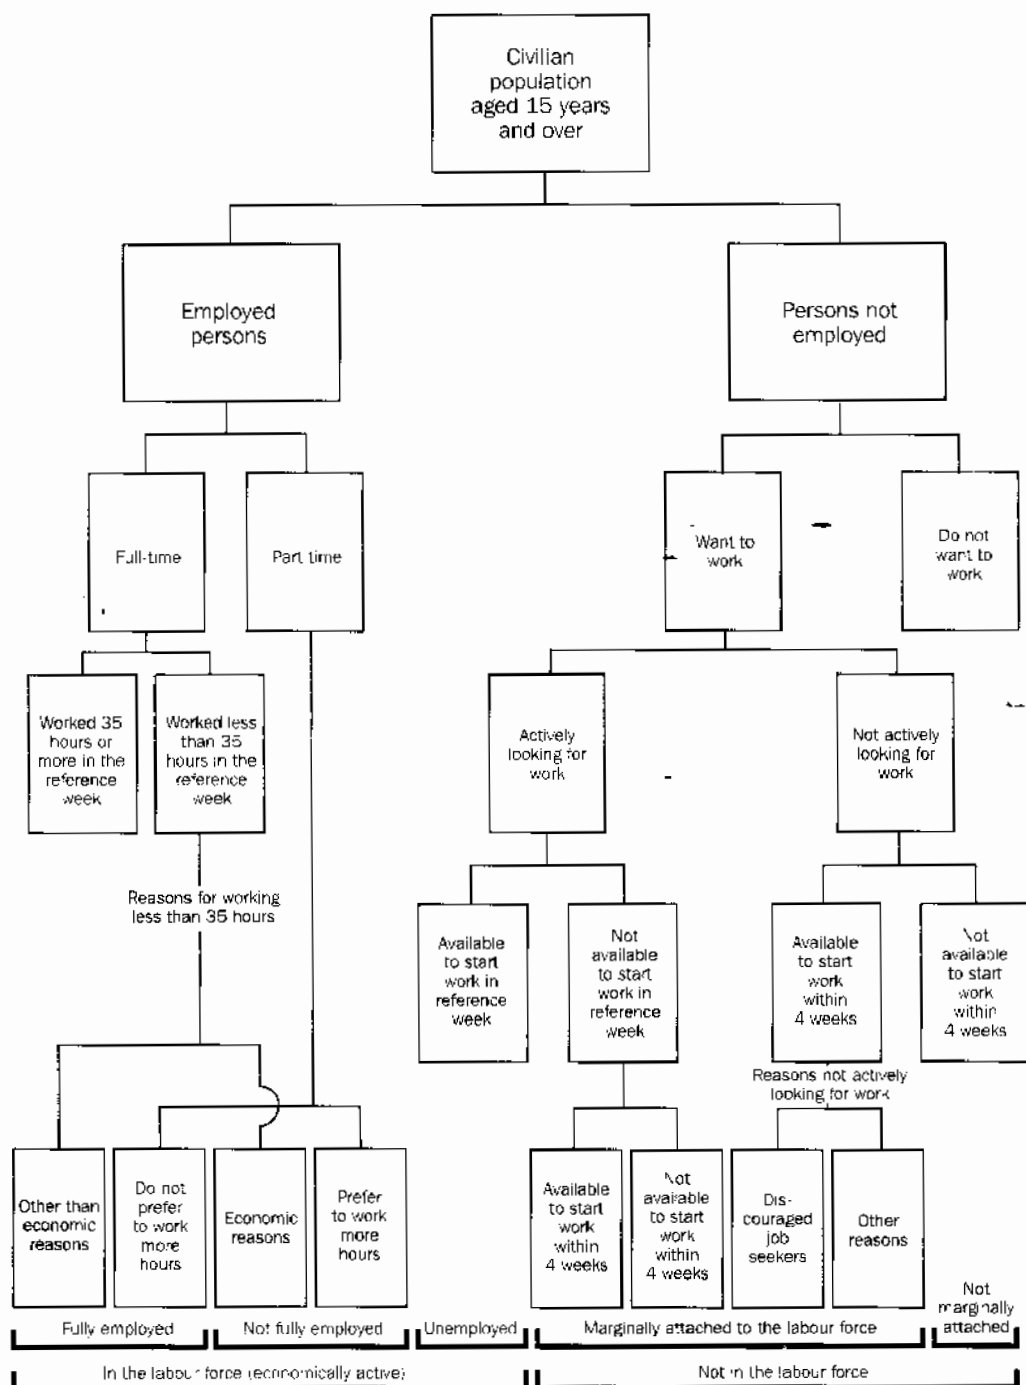 Civilian
population
aged 15 years
and over
Employed
persons
Persons not
employed
Full-time
Part time
Want to
work
Do not
want to
work
Worked 35
hours or
more in the
reference
week
Worked less
than 35
hours in the
reference
week
Actively
looking for
work
Not actively
looking for
work
Reasons for working
less than 35 hours
Available
to start
work in
reference
week
Not
available
to start
work in
reference
week
Available
to start
work
within
4 weeks
Not
available
to start
work
within
4 weeks
Reasons not actively
looking for work
Other than
economic
reasons
Do not
prefer
to work
more
hours
Economic
reasons
Prefer
to work
more
hours
Available
to start
work
within
4 weeks
Not
available
to start
work
within
4 weeks
Dis-
couraged
job
seekers
Other
reasons
Fully employed
Not fully employed
Unemployed
Marginally attached to the labour force
Not
marginally
attached
In the labour force (economically active)
Not in the labour force